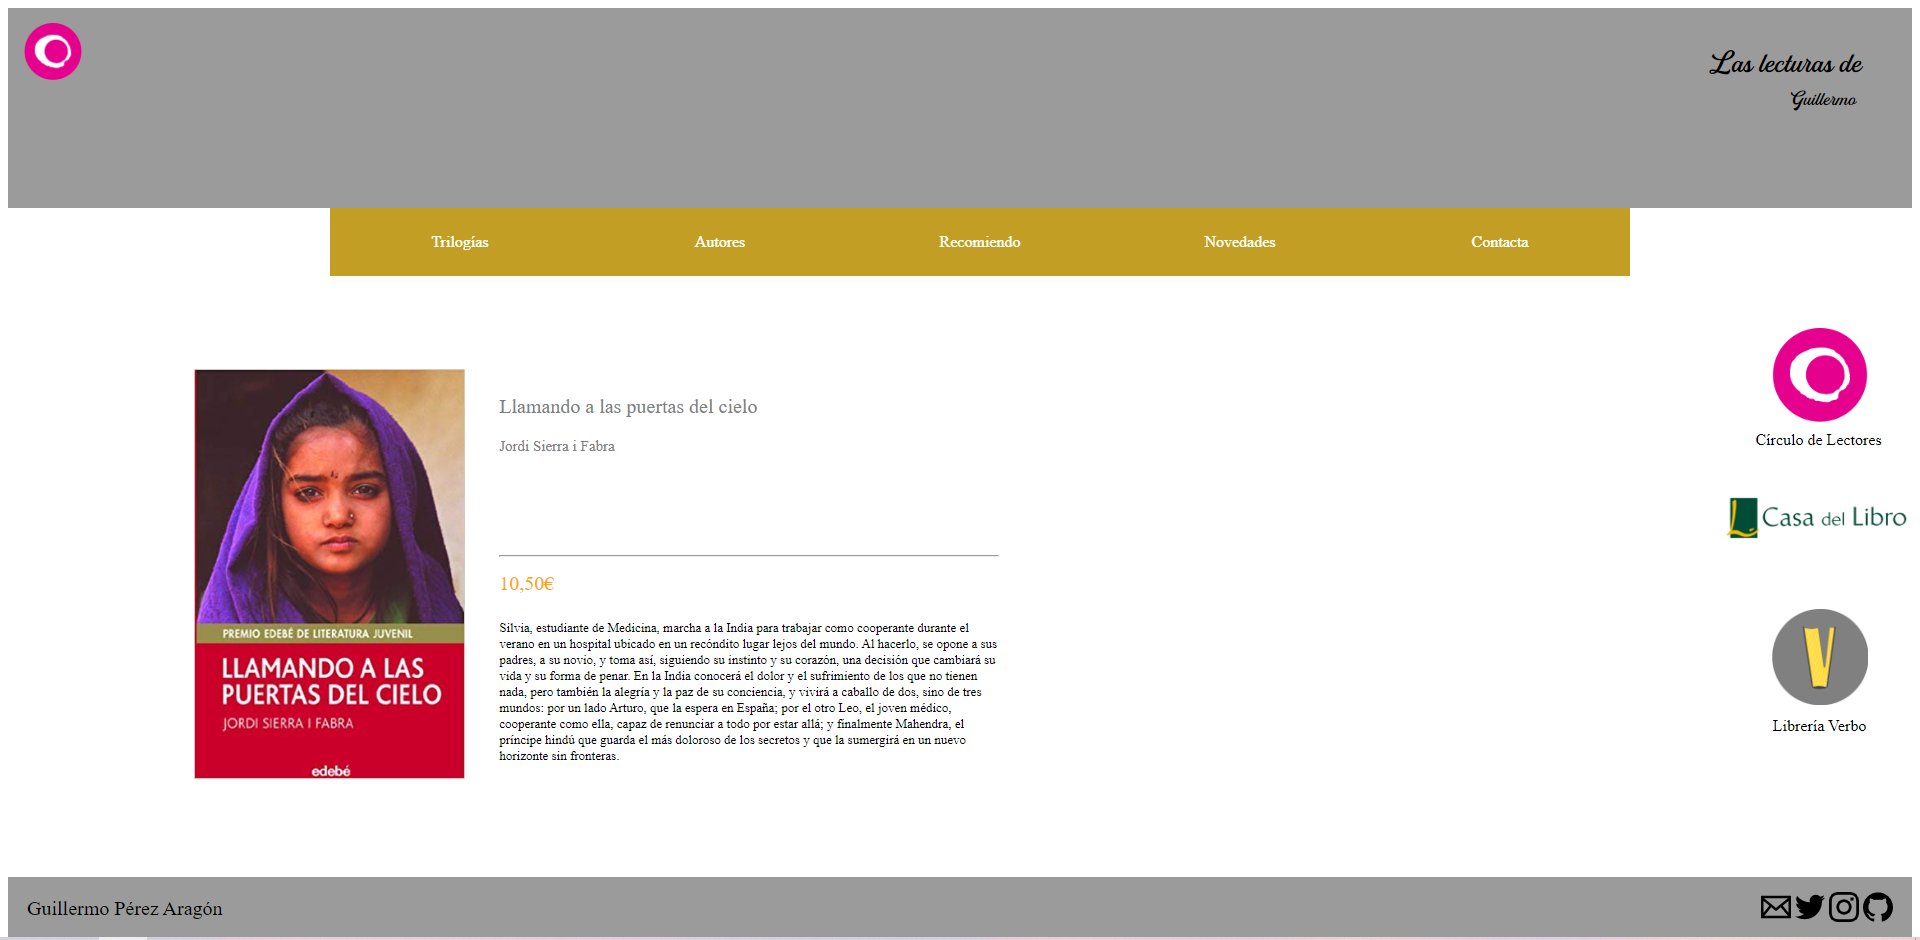 Las lecturas de
Guillermo
Trilogías
Autores
Recomiendo
Novedades
Contacta
PREMIO EDEBÉ DE LITERATURA JUVENIL
LLAMANDO A LAS
PUERTAS DEL CIELO
JORDI SIERRA I FABRA
edebé
Llamando a las puertas del cielo
Jordi Sierra i Fabra
10,50€
Silvia, estudiante de Medicina, marcha a la India para trabajar como cooperante durante el
verano en un hospital ubicado en un recóndito lugar lejos del mundo. Al hacerlo, se opone a sus
padres, a su novio, y toma así, siguiendo su instinto y su corazón, una decisión que cambiará su
vida y su forma de penar. En la India conocerá el dolor y el sufrimiento de los que no tienen
nada, pero también la alegría y la paz de su conciencia, y vivirá a caballo de dos, sino de tres
mundos: por un lado Arturo, que la espera en España; por el otro Leo, el joven médico,
cooperante como ella, capaz de renunciar a todo por estar allá; y finalmente Mahendra, el
príncipe hindú que guarda el más doloroso de los secretos y que la sumergirá en un nuevo
horizonte sin fronteras.
Círculo de Lectores
Casa del Libro
Librería Verbo
Guillermo Pérez Aragón